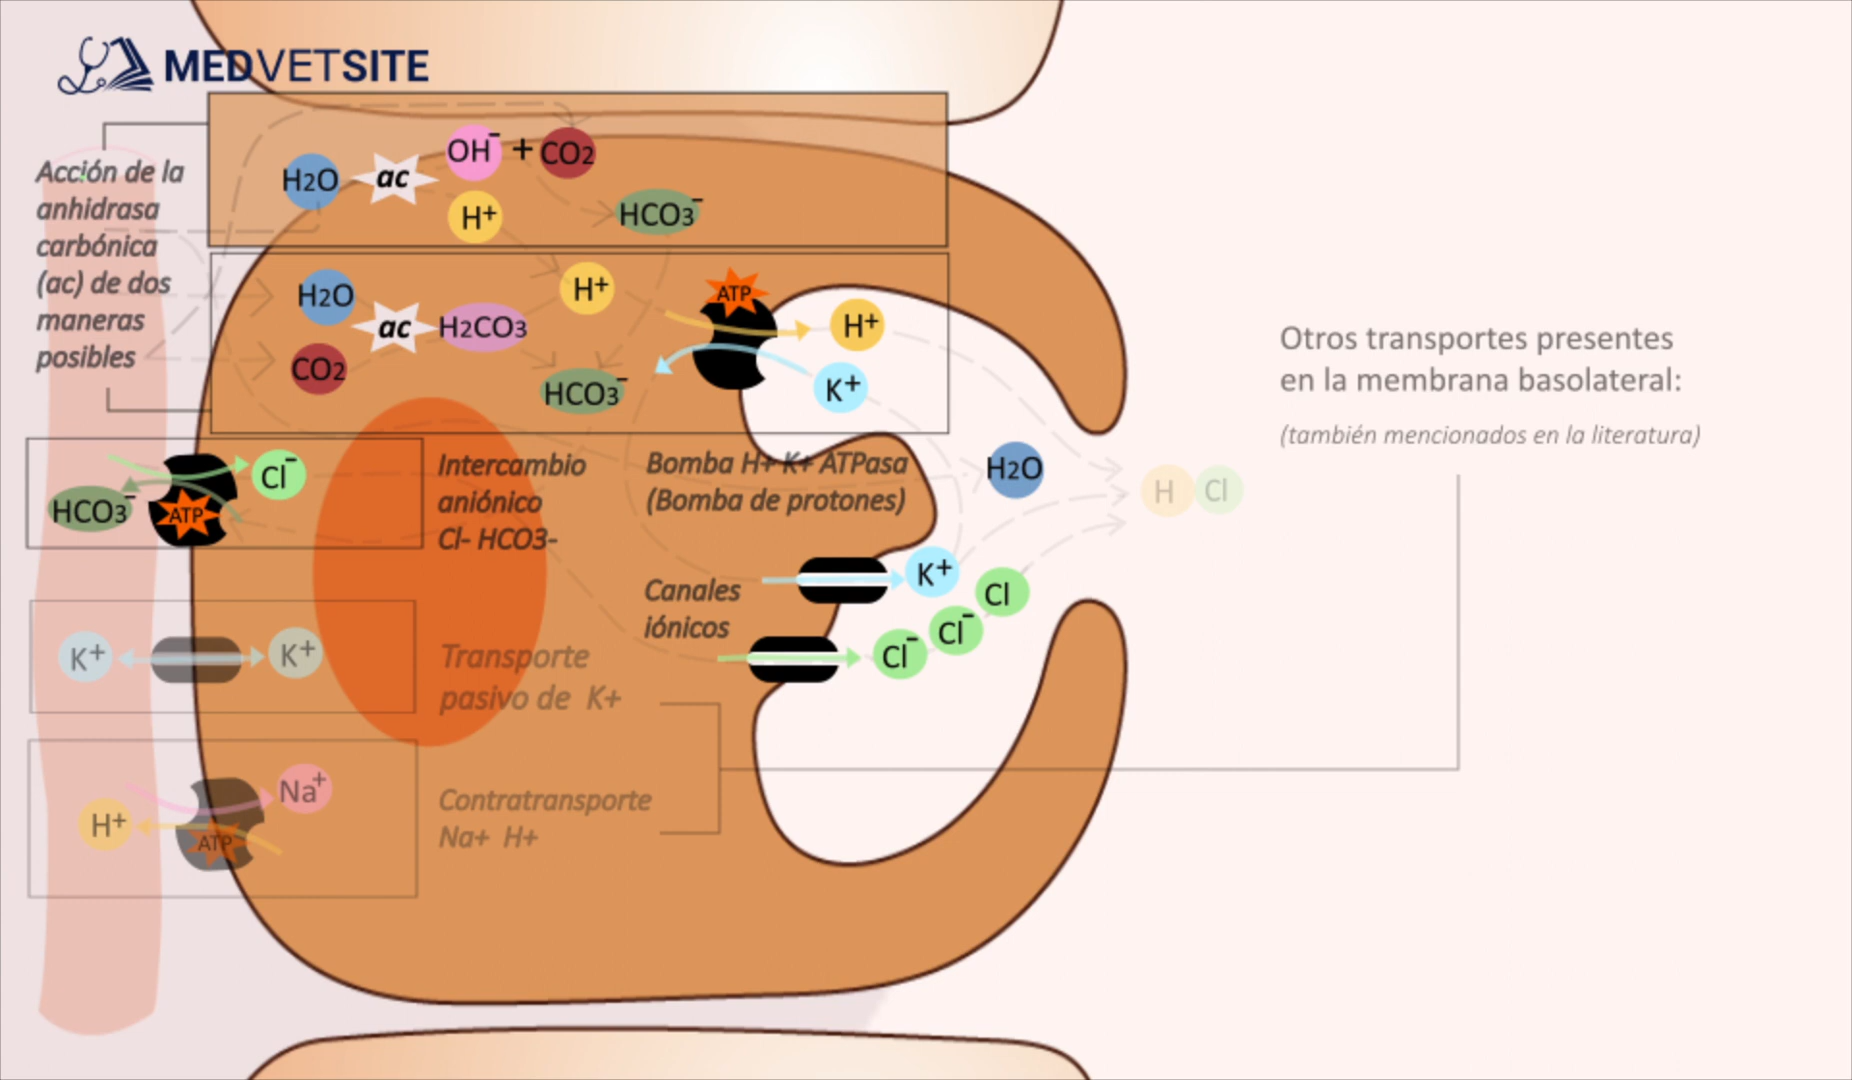 MEDVETSITE
Acción de la
anhidrasa
carbónica
(ac) de dos
maneras
posibles
H2O
ac
OH-
+
CO2
H+
HCO3-
H2O
ac
H2CO3
CO2
H+
HCO3-
ATP
H+
K+
Cl-
HCO3-
ATP
Intercambio
aniónico
Cl- HCO3-
Bomba H+ K+ ATPasa
(Bomba de protones)
H2O
H Cl
Canales
iónicos
K+
Cl
Cl-
Cl-
K+
K+
Transporte
pasivo de K+
Na+
H+
ATP
Contratransporte
Na+ H+
Otros transportes presentes
en la membrana basolateral:
(también mencionados en la literatura)